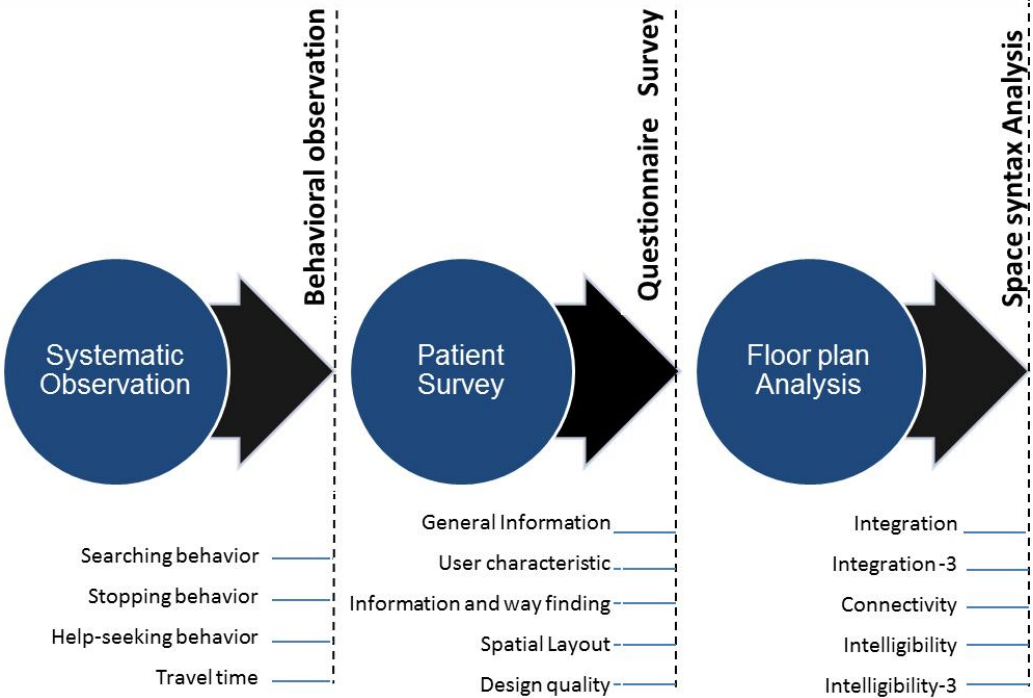 Behavioral observation
Systematic
Observation
Searching behavior
Stopping behavior
Help-seeking behavior
Travel time
Questionnaire Survey
Patient
Survey
General Information
User characteristic
Information and way finding
Spatial Layout
Design quality
Space syntax Analysis
Floor plan
Analysis
Integration
Integration -3
Connectivity
Intelligibility
Intelligibility-3